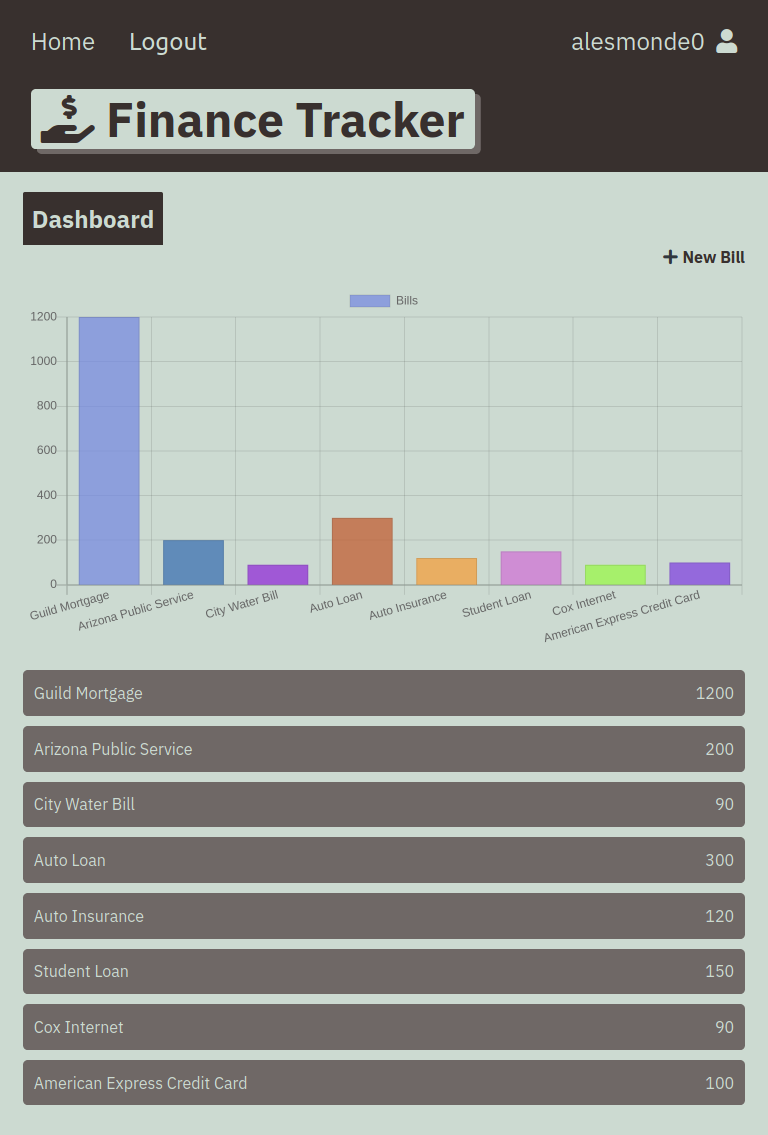 Home Logout alesmonde0
Finance Tracker
Dashboard
New Bill
Bills
1200
1000
800
600
400
200
0
Guild Mortgage
Arizona Public Service
City Water Bill
Auto Loan
Auto Insurance
Student Loan
Cox Internet
American Express Credit Card
Guild Mortgage 1200
Arizona Public Service 200
City Water Bill 90
Auto Loan 300
Auto Insurance 120
Student Loan 150
Cox Internet 90
American Express Credit Card 100